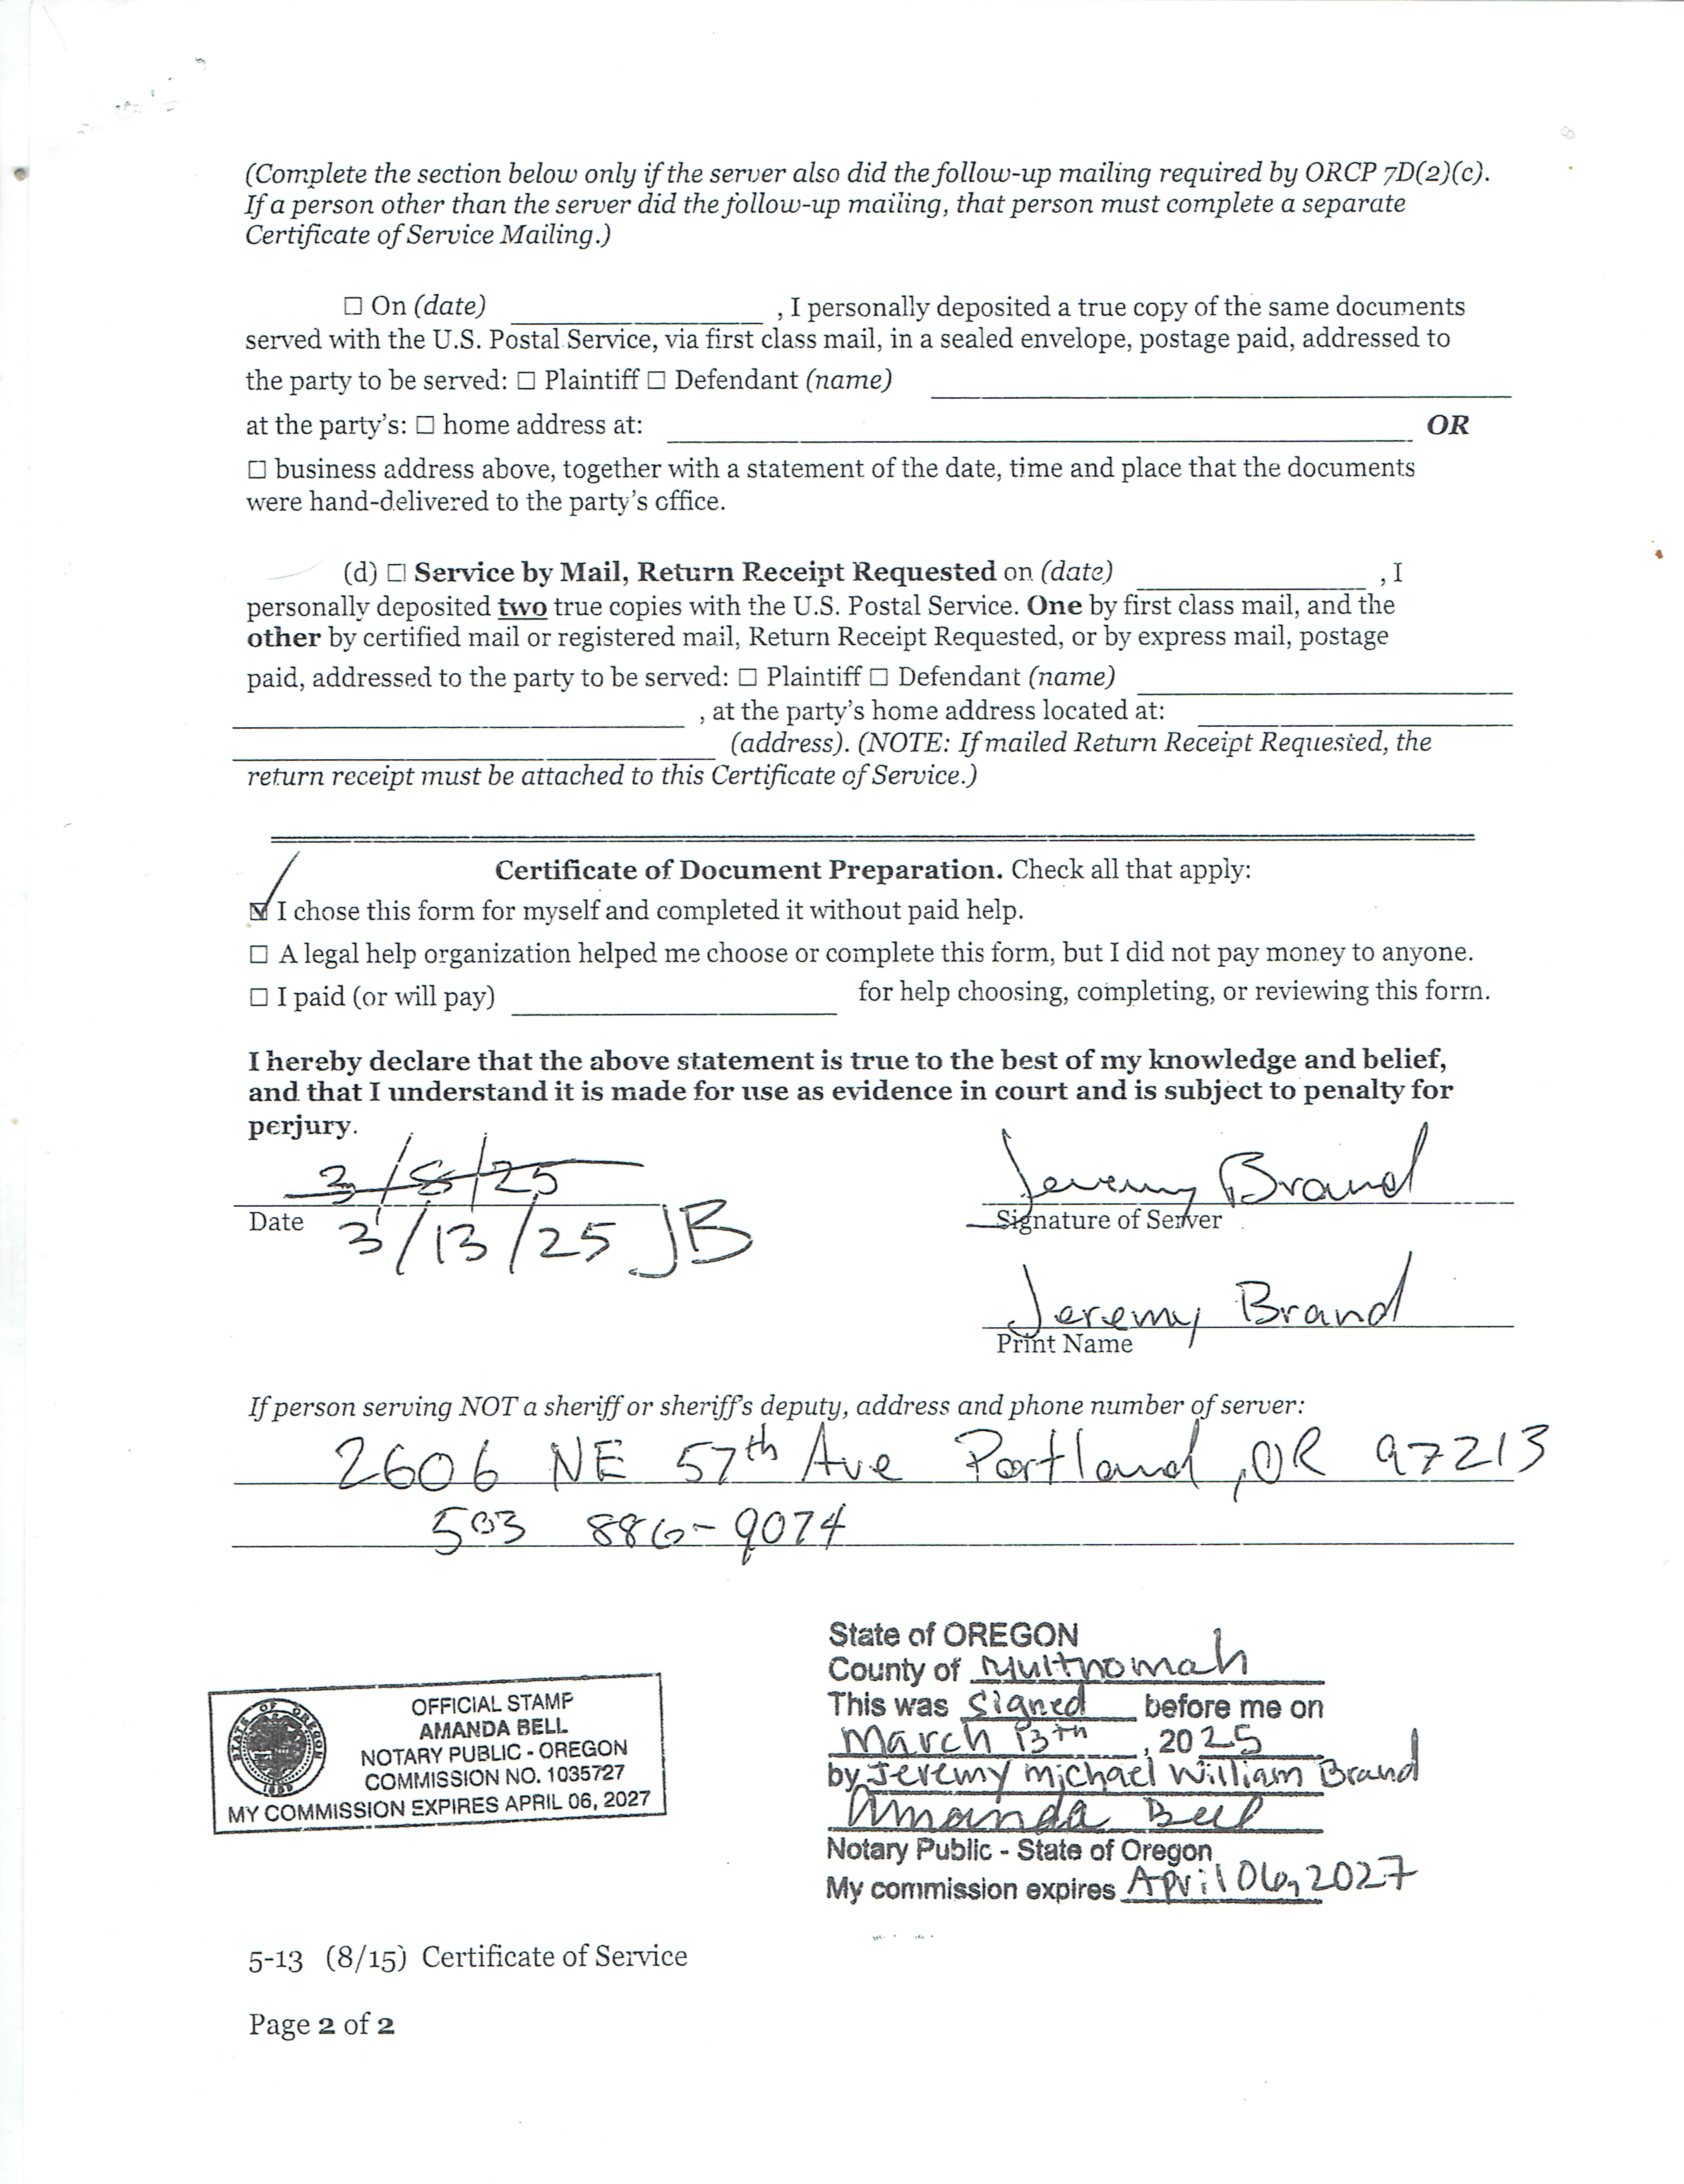 (Complete the section below only if the server also did the follow-up mailing required by ORCP 7D(2)(c).
If a person other than the server did the follow-up mailing, that person must complete a separate
Certificate of Service Mailing.)
☐ On (date) ____________ , I personally deposited a true copy of the same documents
served with the U.S. Postal Service, via first class mail, in a sealed envelope, postage paid, addressed to
the party to be served: ☐ Plaintiff ☐ Defendant (name) ____________
at the party's: ☐ home address at: ____________ OR
☐ business address above, together with a statement of the date, time and place that the documents
were hand-delivered to the party's office.
(d) ☐ Service by Mail, Return Receipt Requested on (date) ____________ , I
personally deposited two true copies with the U.S. Postal Service. One by first class mail, and the
other by certified mail or registered mail, Return Receipt Requested, or by express mail, postage
paid, addressed to the party to be served: ☐ Plaintiff ☐ Defendant (name) ____________
____________ , at the party's home address located at: ____________
____________ (address). (NOTE: If mailed Return Receipt Requested, the
return receipt must be attached to this Certificate of Service.)
Certificate of Document Preparation. Check all that apply:
☑ I chose this form for myself and completed it without paid help.
☐ A legal help organization helped me choose or complete this form, but I did not pay money to anyone.
☐ I paid (or will pay) ____________ for help choosing, completing, or reviewing this form.
I hereby declare that the above statement is true to the best of my knowledge and belief,
and that I understand it is made for use as evidence in court and is subject to penalty for
perjury.
3/8/25 Jeremy Brand
Date Signature of Server
3/13/25 JB
Jeremy Brand
Print Name
If person serving NOT a sheriff or sheriff's deputy, address and phone number of server:
2606 NE 57th Ave Portland, OR 97213
503 886-9074
State of OREGON
County of Multnomah
This was Signed before me on
March 13th, 2025
by Jeremy Michael William Brand
Amanda Bell
Notary Public - State of Oregon
My commission expires April 06, 2027
STATE OF OREGON
1859
OFFICIAL STAMP
AMANDA BELL
NOTARY PUBLIC - OREGON
COMMISSION NO. 1035727
MY COMMISSION EXPIRES APRIL 06, 2027
5-13 (8/15) Certificate of Service
Page 2 of 2